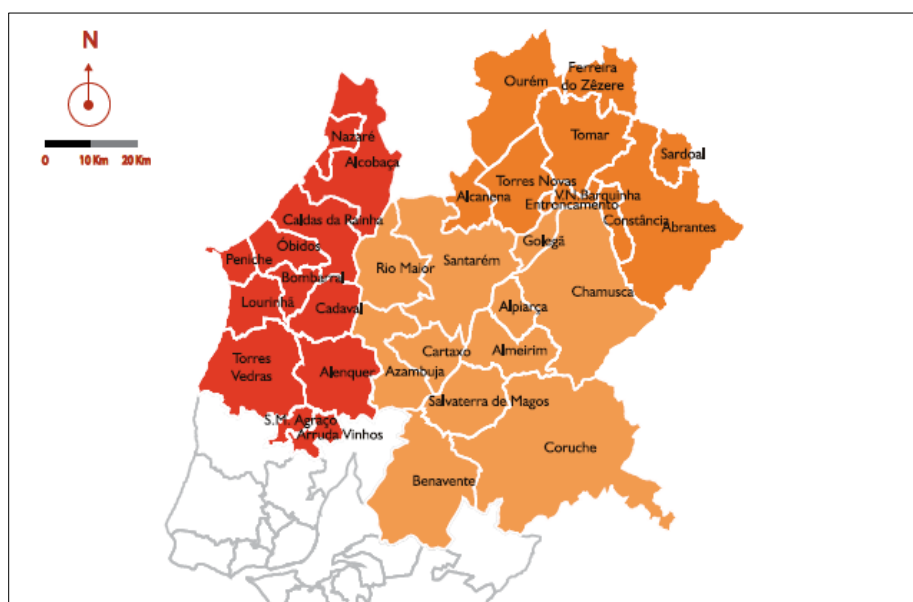 N
0 10 Km 20 Km
Ourém
Ferreira
do Zêzere
Nazaré
Tomar
Alcobaça
Sardoal
Torres Novas
Alcanena
V.N.Barquinha
Entroncamento
Caldas da Rainha
Constância
Abrantes
Óbidos
Golegã
Peniche
Santarém
Rio Maior
Bombarral
Chamusca
Lourinhã
Cadaval
Alpiarça
Cartaxo
Almeirim
Torres
Vedras
Alenquer
Azambuja
Salvaterra de Magos
S.M. Agraço
Arruda Vinhos
Coruche
Benavente